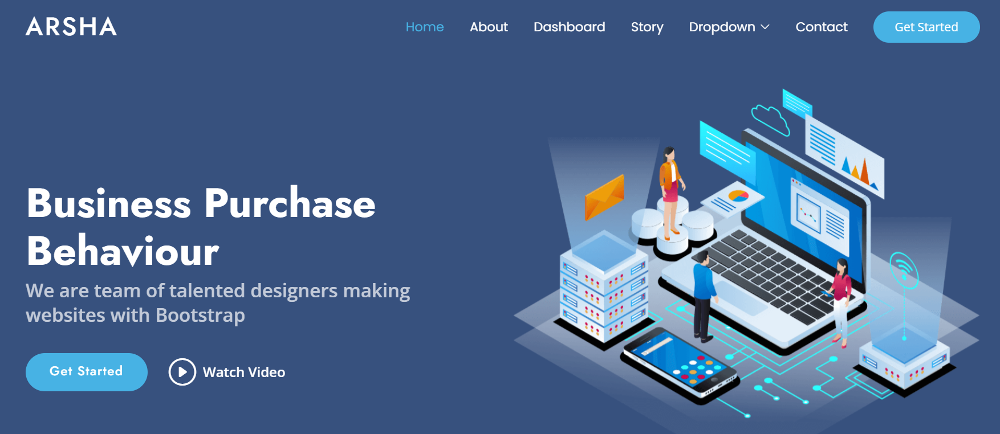 ARSHA
Home About Dashboard Story Dropdown Contact Get Started
Business Purchase
Behaviour
We are team of talented designers making
websites with Bootstrap
Get Started Watch Video